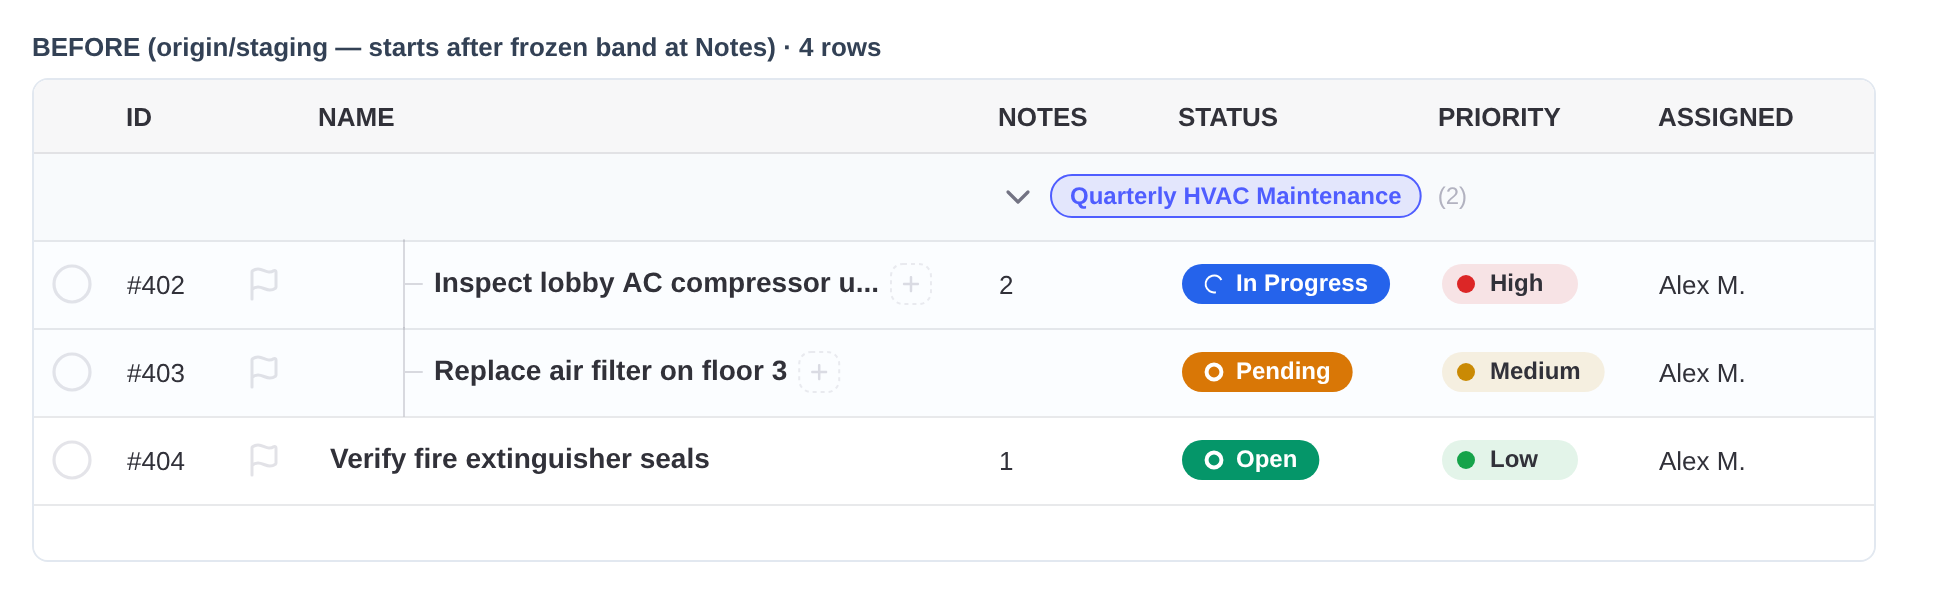 BEFORE (origin/staging — starts after frozen band at Notes) · 4 rows
ID NAME NOTES STATUS PRIORITY ASSIGNED
Quarterly HVAC Maintenance (2)
#402 Inspect lobby AC compressor u... 2 In Progress High Alex M.
#403 Replace air filter on floor 3 Pending Medium Alex M.
#404 Verify fire extinguisher seals 1 Open Low Alex M.